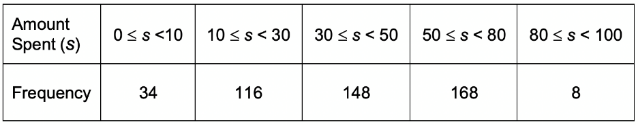 Amount Spent (s) 0 ≤ s <10 10 ≤ s < 30 30 ≤ s < 50 50 ≤ s < 80 80 ≤ s < 100
Frequency 34 116 148 168 8